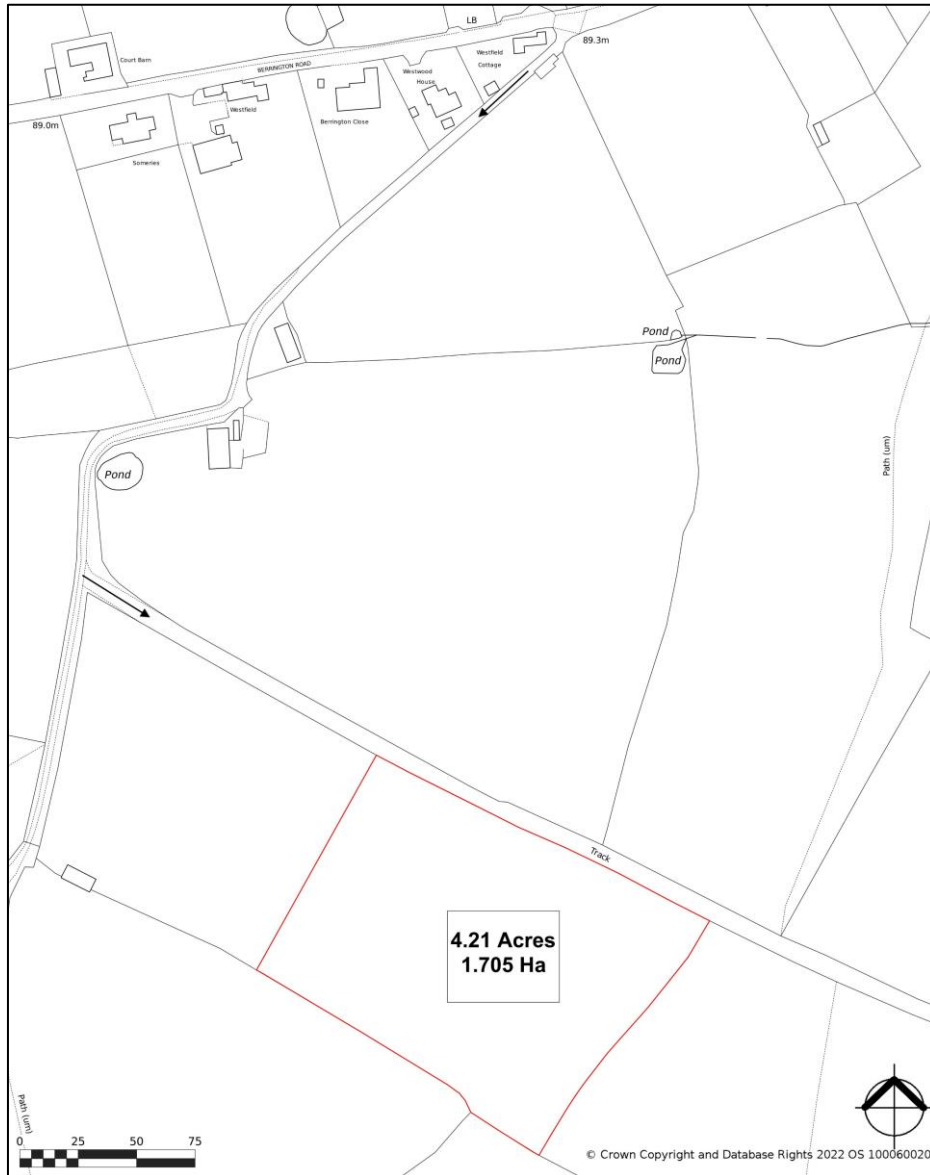 LB
89.3m
Court Barn
BERRINGTON ROAD
Westfield
Cottage
Westwood
House
89.0m
Westfield
Berrington Close
Someries
Pond
Pond
Path (um)
Pond
Track
4.21 Acres
1.705 Ha
Path (um)
0 25 50 75
© Crown Copyright and Database Rights 2022 OS 100060020